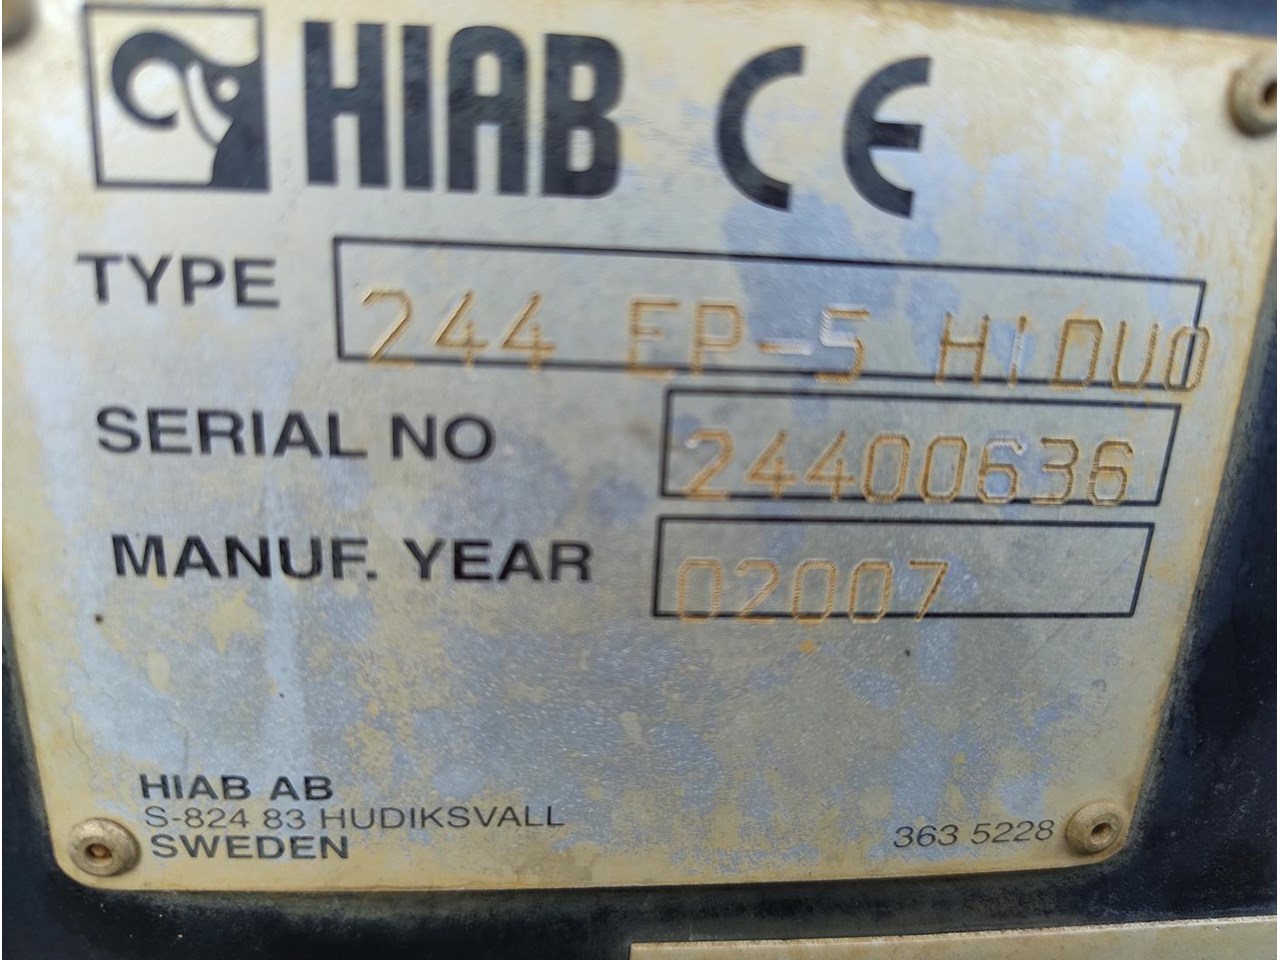 HIAB CE
TYPE 244 EP-5 HiDUO
SERIAL NO 24400636
MANUF. YEAR 02007
HIAB AB
S-824 83 HUDIKSVALL
SWEDEN
363 5228